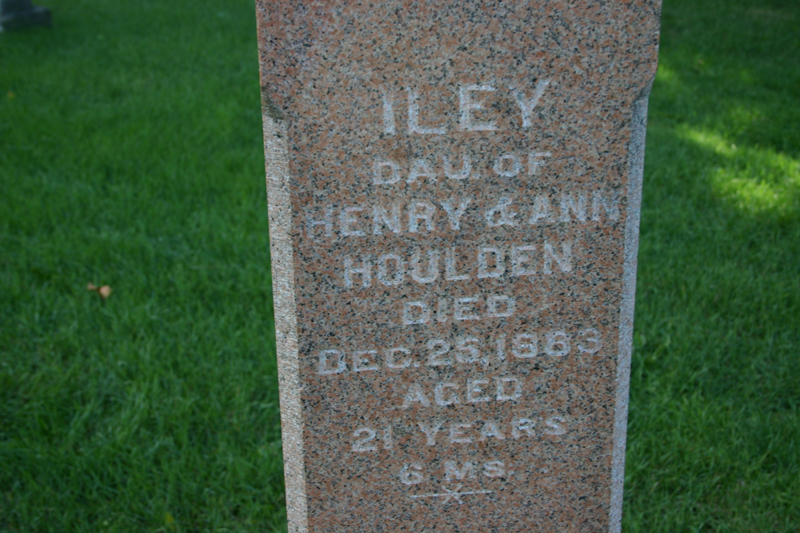 ILEY
DAU. OF
HENRY & ANN
HOULDEN
DIED
DEC. 25, 1863
AGED
21 YEARS
6 MS.